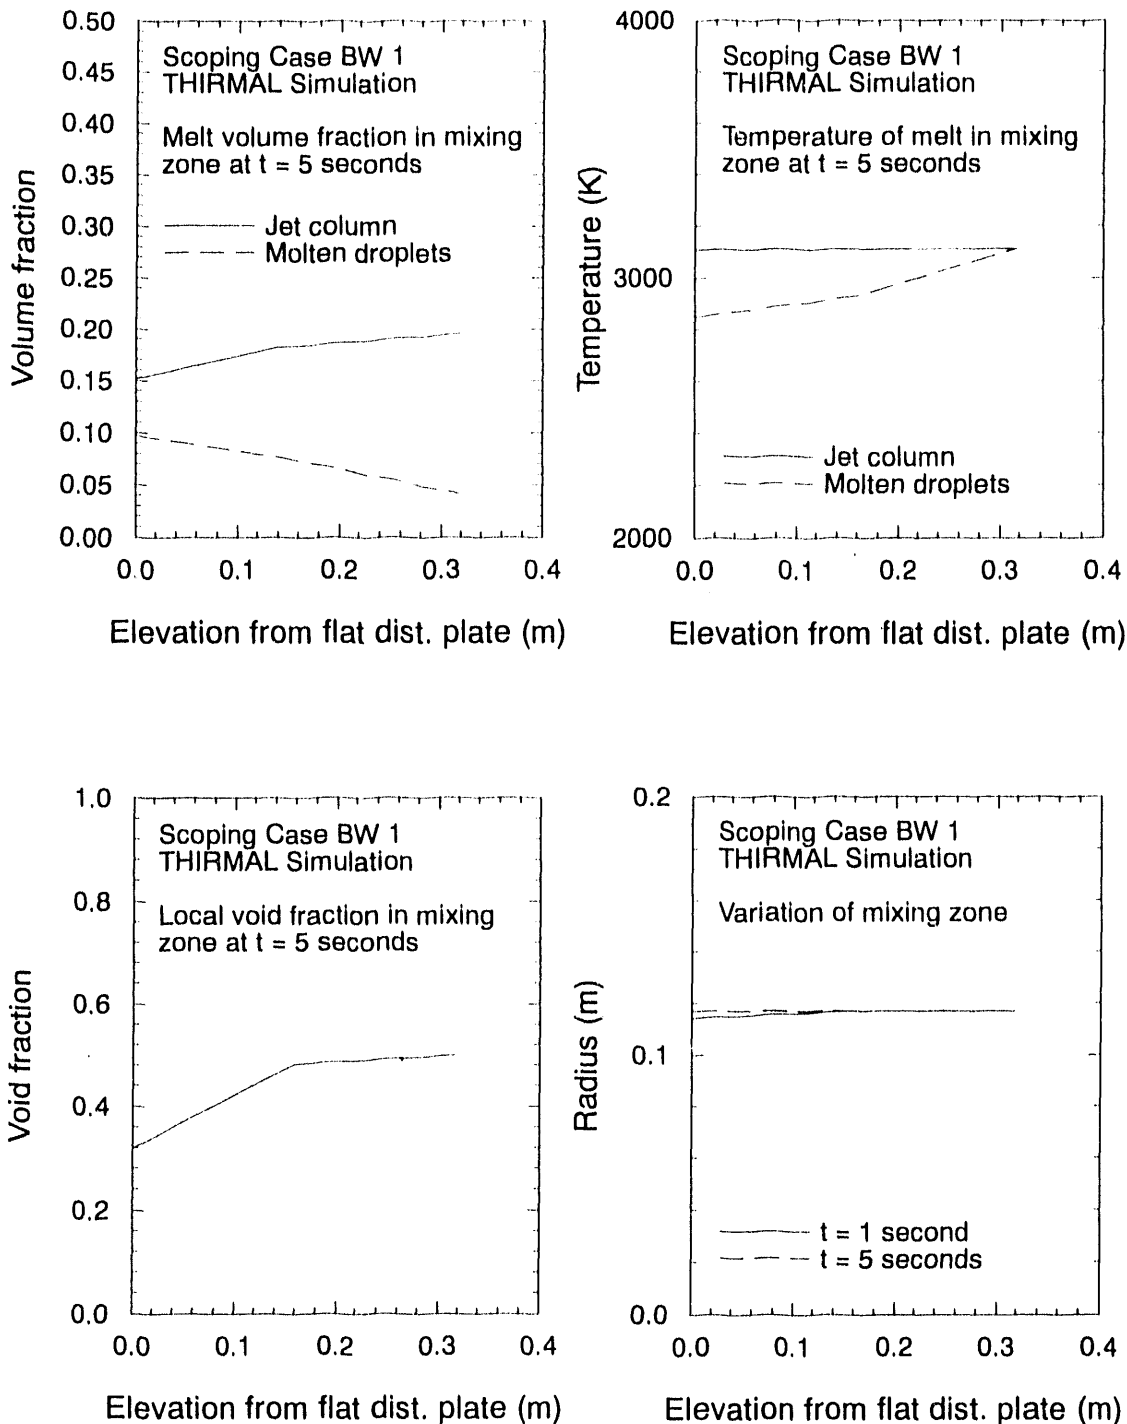 Scoping Case BW 1
THIRMAL Simulation
Melt volume fraction in mixing
zone at t = 5 seconds
Jet column
Molten droplets
Volume fraction
0.50
0.45
0.40
0.35
0.30
0.25
0.20
0.15
0.10
0.05
0.00
0.0 0.1 0.2 0.3 0.4
Elevation from flat dist. plate (m)
Scoping Case BW 1
THIRMAL Simulation
Temperature of melt in mixing
zone at t = 5 seconds
Jet column
Molten droplets
Temperature (K)
4000
3000
2000
0.0 0.1 0.2 0.3 0.4
Elevation from flat dist. plate (m)
Scoping Case BW 1
THIRMAL Simulation
Local void fraction in mixing
zone at t = 5 seconds
Void fraction
1.0
0.8
0.6
0.4
0.2
0.0
0.0 0.1 0.2 0.3 0.4
Elevation from flat dist. plate (m)
Scoping Case BW 1
THIRMAL Simulation
Variation of mixing zone
t = 1 second
t = 5 seconds
Radius (m)
0.2
0.1
0.0
0.0 0.1 0.2 0.3 0.4
Elevation from flat dist. plate (m)